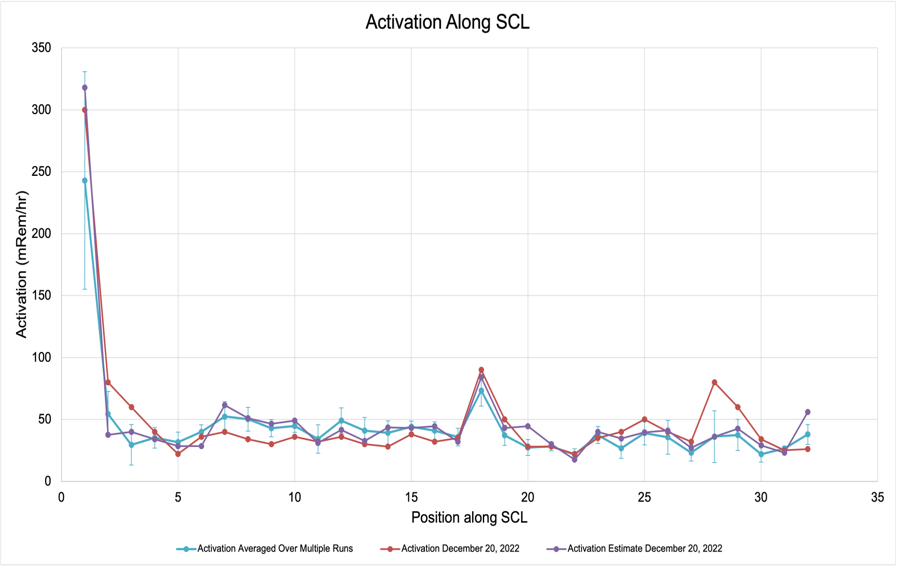 Activation Along SCL
350
300
250
200
150
100
50
0
Activation (mRem/hr)
0 5 10 15 20 25 30 35
Position along SCL
Activation Averaged Over Multiple Runs Activation December 20, 2022 Activation Estimate December 20, 2022